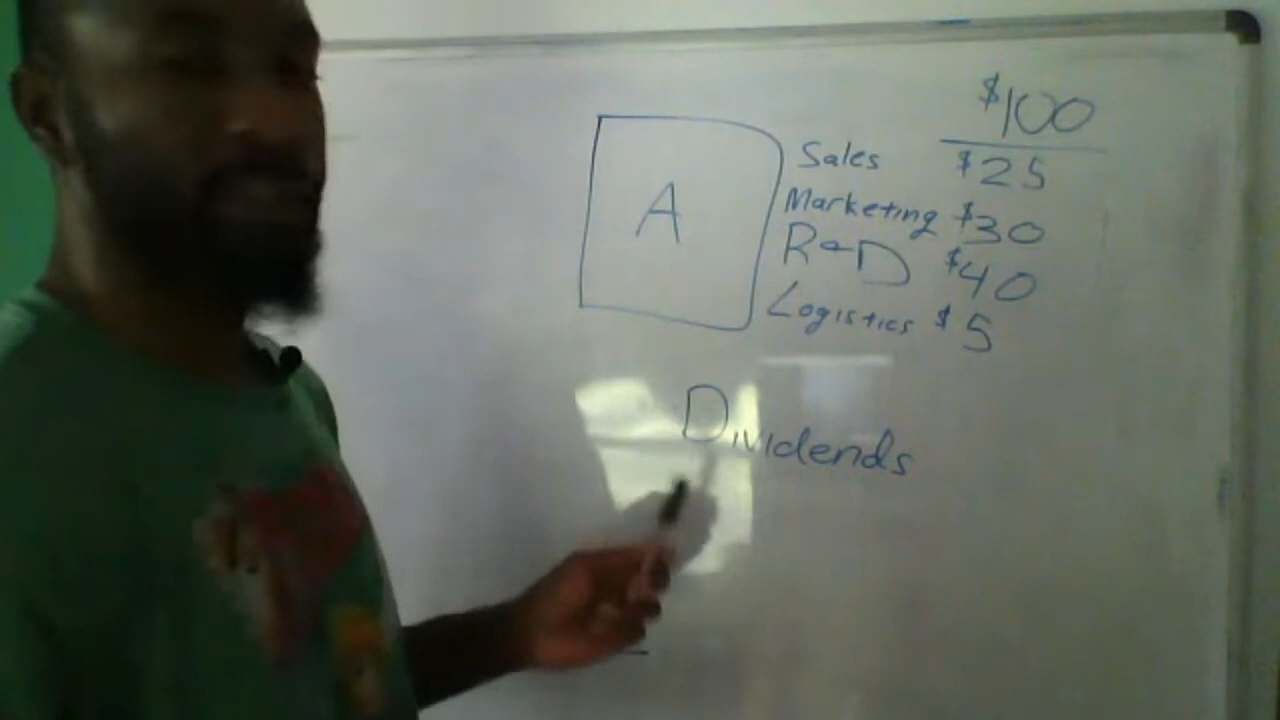 $100
A
Sales $25
Marketing $30
R&D $40
Logistics $5
Dividends